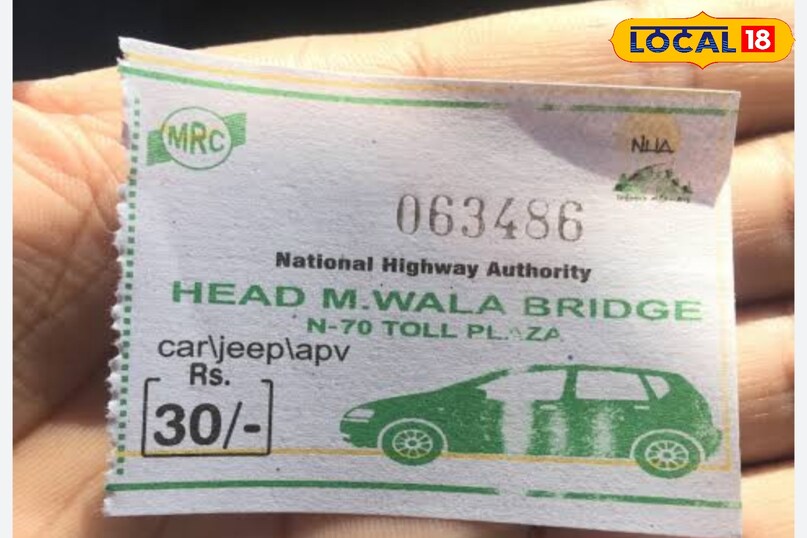 LOCAL 18
MRC
NHA
063486
National Highway Authority
HEAD M.WALA BRIDGE
N-70 TOLL PLAZA
car\jeep\apv
Rs.
30/-